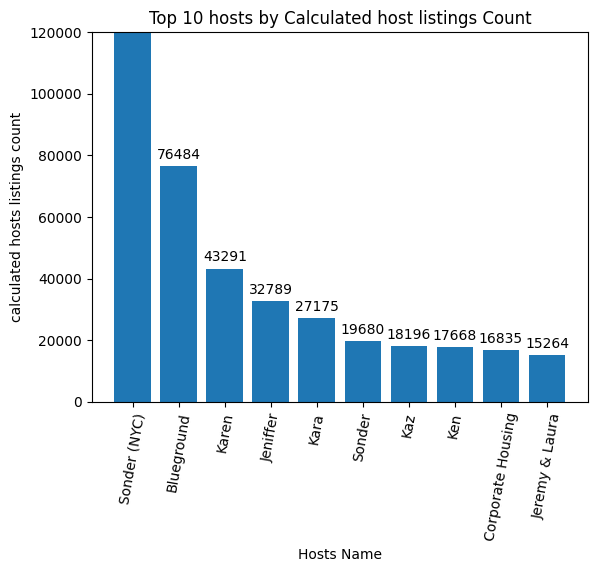 Top 10 hosts by Calculated host listings Count
calculated hosts listings count
120000
100000
80000
60000
40000
20000
0
76484
43291
32789
27175
19680
18196
17668
16835
15264
Sonder (NYC)
Blueground
Karen
Jeniffer
Kara
Sonder
Kaz
Ken
Corporate Housing
Jeremy & Laura
Hosts Name